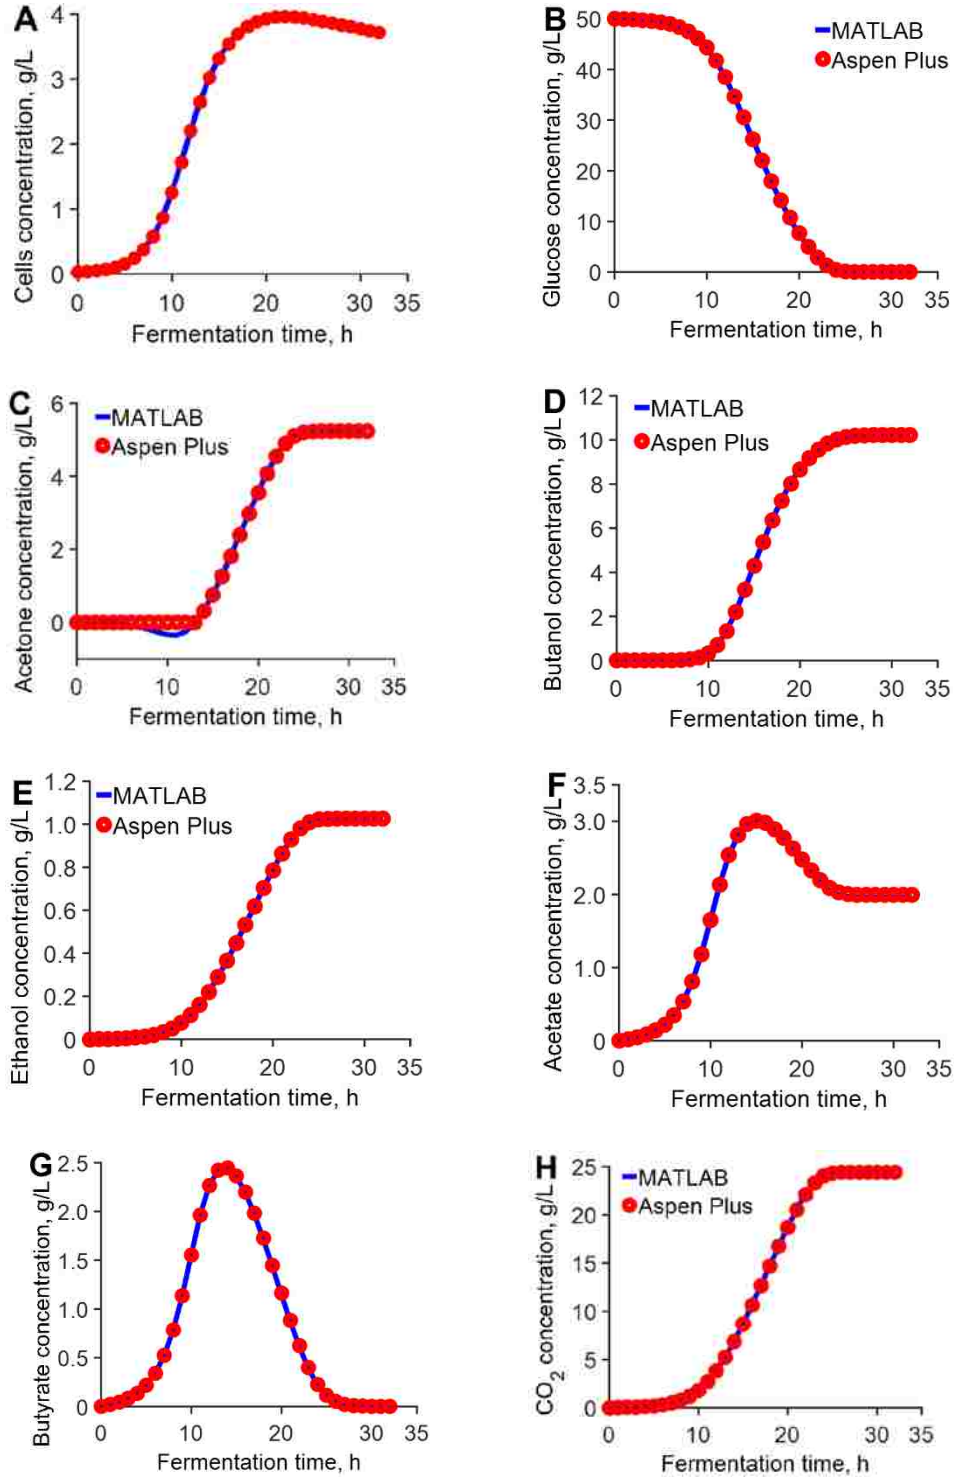 A
Cells concentration, g/L
4
3
2
1
0
0 10 20 30 35
Fermentation time, h
B
Glucose concentration, g/L
50
40
30
20
10
0
0 10 20 30 35
Fermentation time, h
MATLAB
Aspen Plus
C
Acetone concentration, g/L
6
4
2
0
0 10 20 30 35
Fermentation time, h
MATLAB
Aspen Plus
D
Butanol concentration, g/L
12
10
8
6
4
2
0
0 10 20 30 35
Fermentation time, h
MATLAB
Aspen Plus
E
Ethanol concentration, g/L
1.2
1.0
0.8
0.6
0.4
0.2
0
0 10 20 30 35
Fermentation time, h
MATLAB
Aspen Plus
F
Acetate concentration, g/L
3.5
3.0
2.0
1.0
0
0 10 20 30 35
Fermentation time, h
G
Butyrate concentration, g/L
2.5
2.0
1.5
1.0
0.5
0
0 10 20 30 35
Fermentation time, h
H
CO2 concentration, g/L
25
20
15
10
5
0
0 10 20 30 35
Fermentation time, h
MATLAB
Aspen Plus